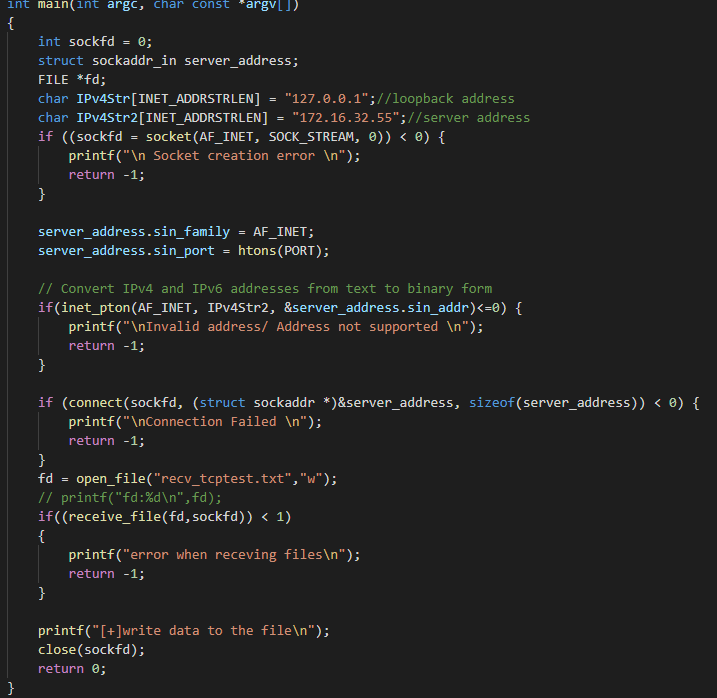 int main(int argc, char const *argv[])
{
    int sockfd = 0;
    struct sockaddr_in server_address;
    FILE *fd;
    char IPv4Str[INET_ADDRSTRLEN] = "127.0.0.1";//loopback address
    char IPv4Str2[INET_ADDRSTRLEN] = "172.16.32.55";//server address
    if ((sockfd = socket(AF_INET, SOCK_STREAM, 0)) < 0) {
        printf("\n Socket creation error \n");
        return -1;
    }

    server_address.sin_family = AF_INET;
    server_address.sin_port = htons(PORT);

    // Convert IPv4 and IPv6 addresses from text to binary form
    if(inet_pton(AF_INET, IPv4Str2, &server_address.sin_addr)<=0) {
        printf("\nInvalid address/ Address not supported \n");
        return -1;
    }

    if (connect(sockfd, (struct sockaddr *)&server_address, sizeof(server_address)) < 0) {
        printf("\nConnection Failed \n");
        return -1;
    }
    fd = open_file("recv_tcptest.txt","w");
    // printf("fd:%d\n",fd);
    if((receive_file(fd,sockfd)) < 1)
    {
        printf("error when receving files\n");
        return -1;
    }

    printf("[+]write data to the file\n");
    close(sockfd);
    return 0;
}